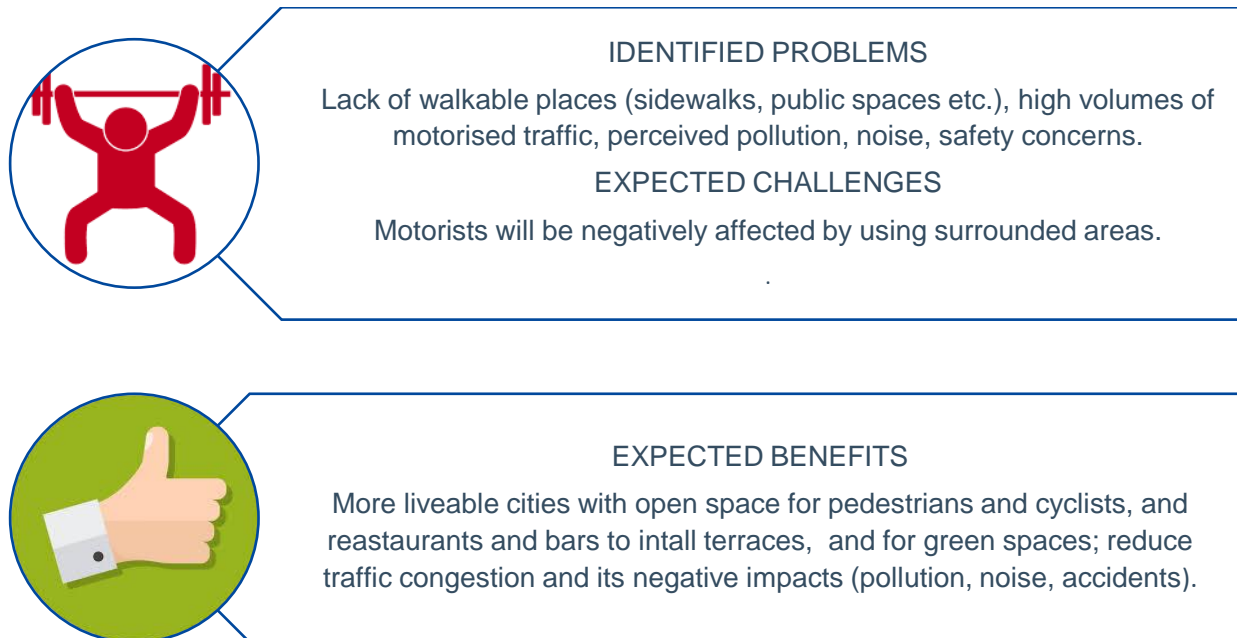 IDENTIFIED PROBLEMS
Lack of walkable places (sidewalks, public spaces etc.), high volumes of
motorised traffic, perceived pollution, noise, safety concerns.
EXPECTED CHALLENGES
Motorists will be negatively affected by using surrounded areas.
.
EXPECTED BENEFITS
More liveable cities with open space for pedestrians and cyclists, and
reastaurants and bars to intall terraces,  and for green spaces; reduce
traffic congestion and its negative impacts (pollution, noise, accidents).